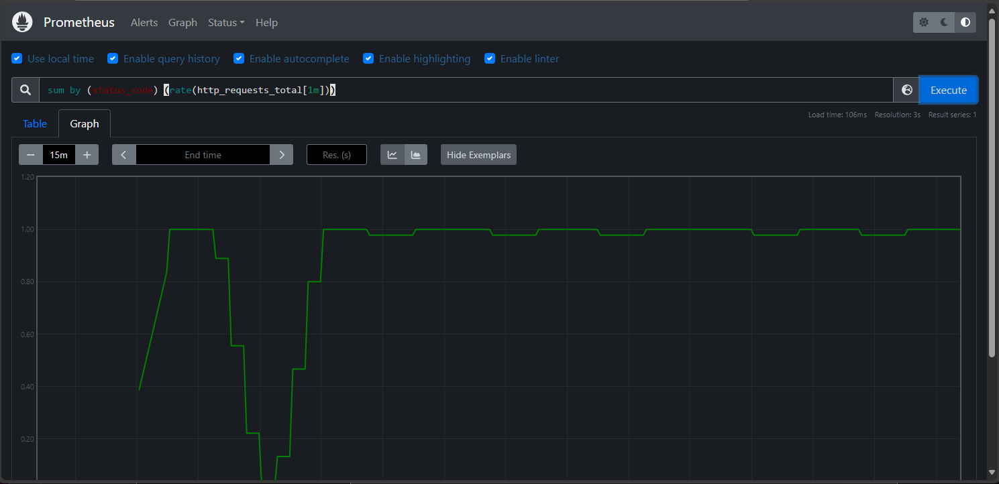 Prometheus Alerts Graph Status Help
Use local time Enable query history Enable autocomplete Enable highlighting Enable linter
sum by (status_code) (rate(http_requests_total[1m])) Execute
Load time: 106ms Resolution: 3s Result series: 1
Table Graph
15m End time Res. (s) Hide Exemplars
1.20
1.00
0.80
0.60
0.40
0.20